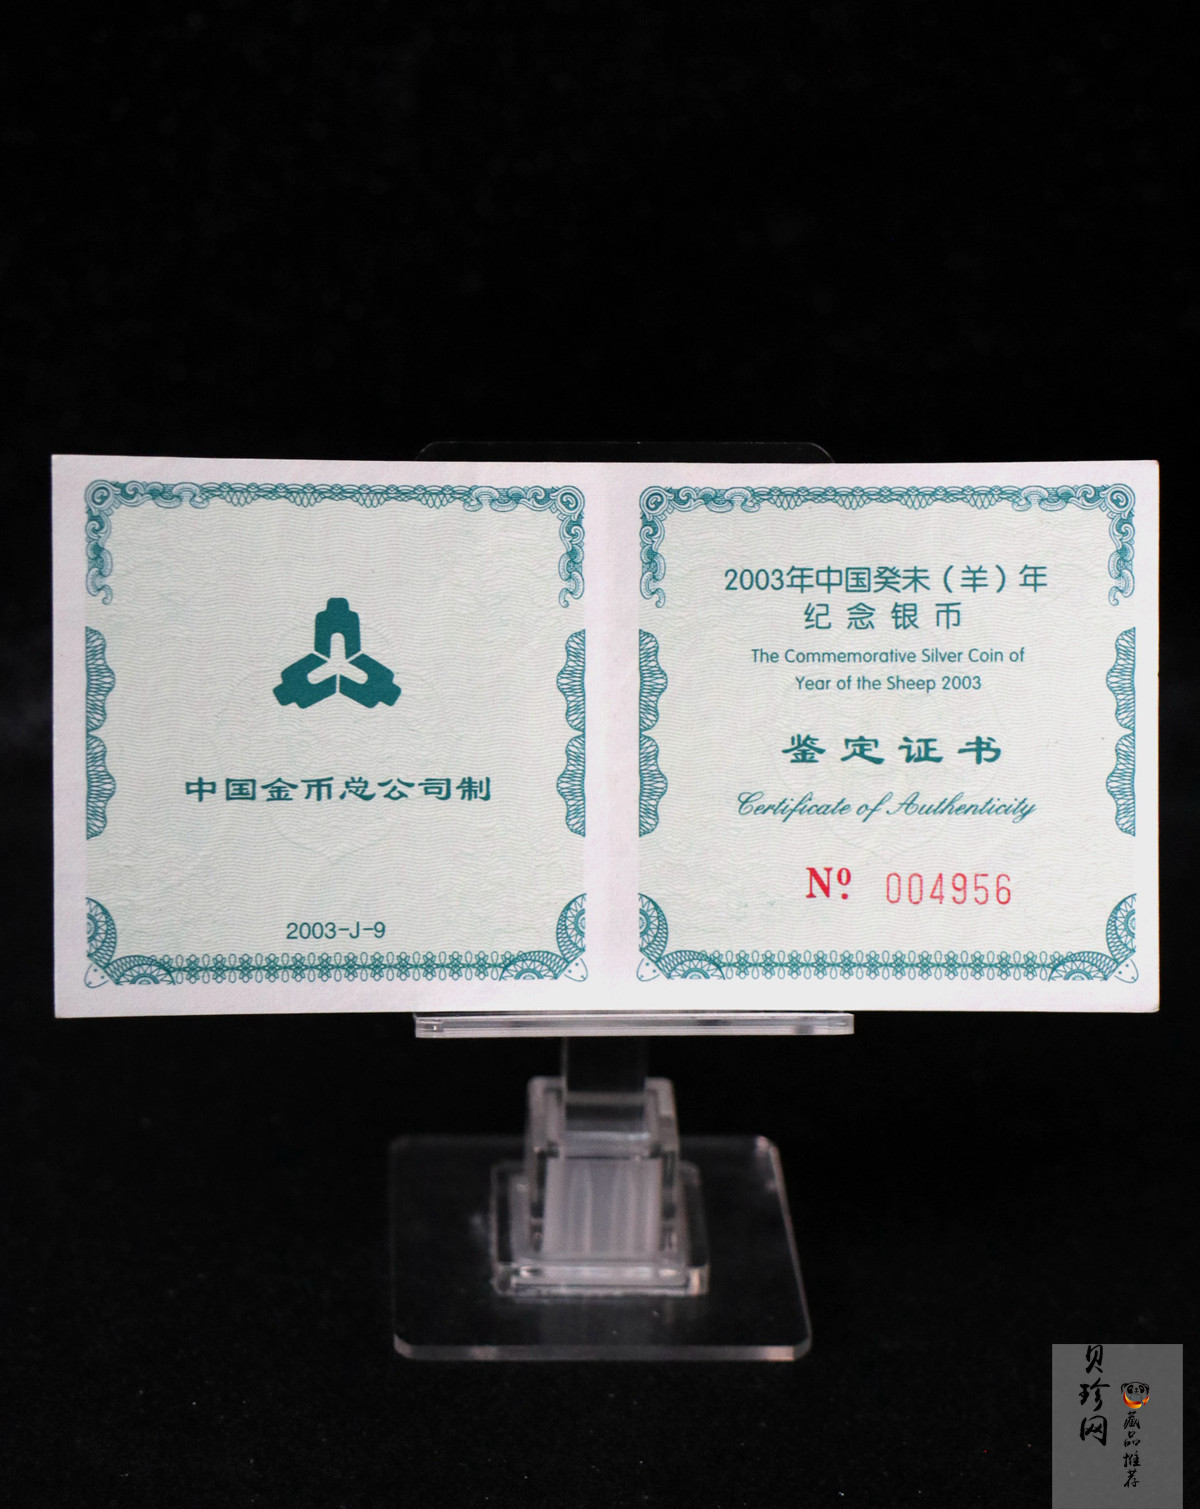 中国金币总公司制
2003-J-9
2003年中国癸未（羊）年
纪念银币
The Commemorative Silver Coin of
Year of the Sheep 2003
鉴定证书
Certificate of Authenticity
Nº. 004956
贝珍网
藏品推荐